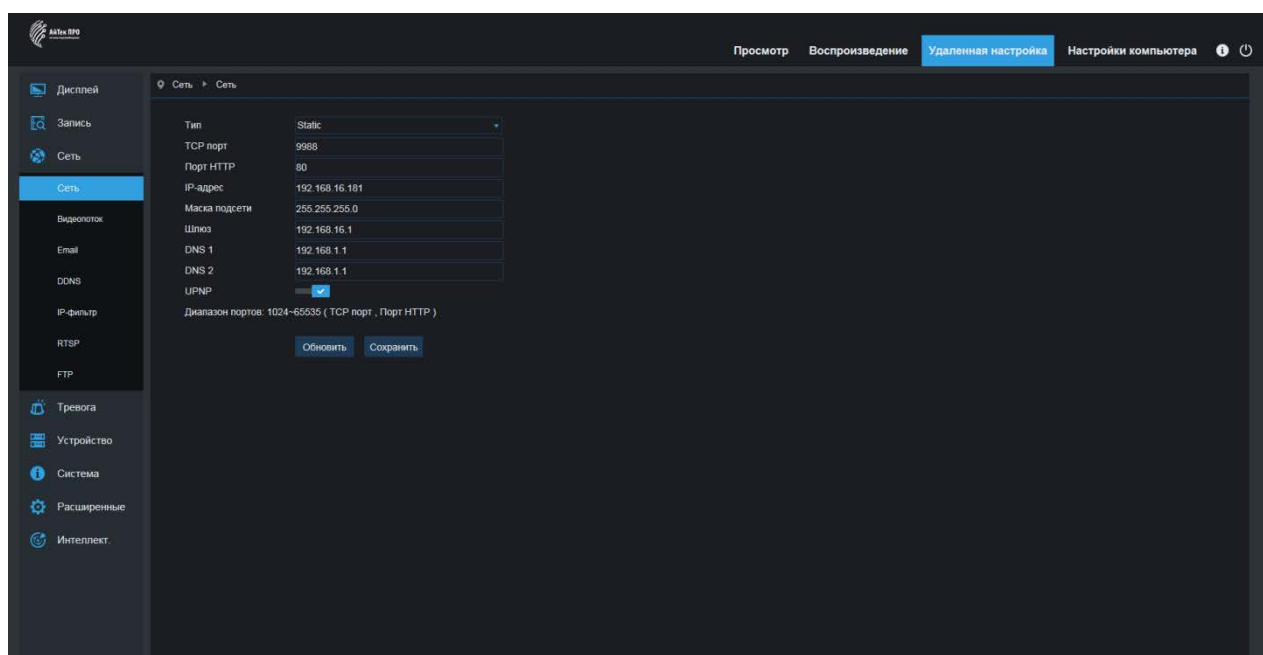 АйТек ПРО
Просмотр Воспроизведение Удаленная настройка Настройки компьютера
Дисплей
Запись
Сеть
Сеть
Видеопоток
Email
DDNS
IP-фильтр
RTSP
FTP
Тревога
Устройство
Система
Расширенные
Интеллект.
Сеть Сеть
Тип Static
TCP порт 9988
Порт HTTP 80
IP-адрес 192.168.16.181
Маска подсети 255.255.255.0
Шлюз 192.168.16.1
DNS 1 192.168.1.1
DNS 2 192.168.1.1
UPNP
Диапазон портов: 1024~65535 ( TCP порт , Порт HTTP )
Обновить Сохранить